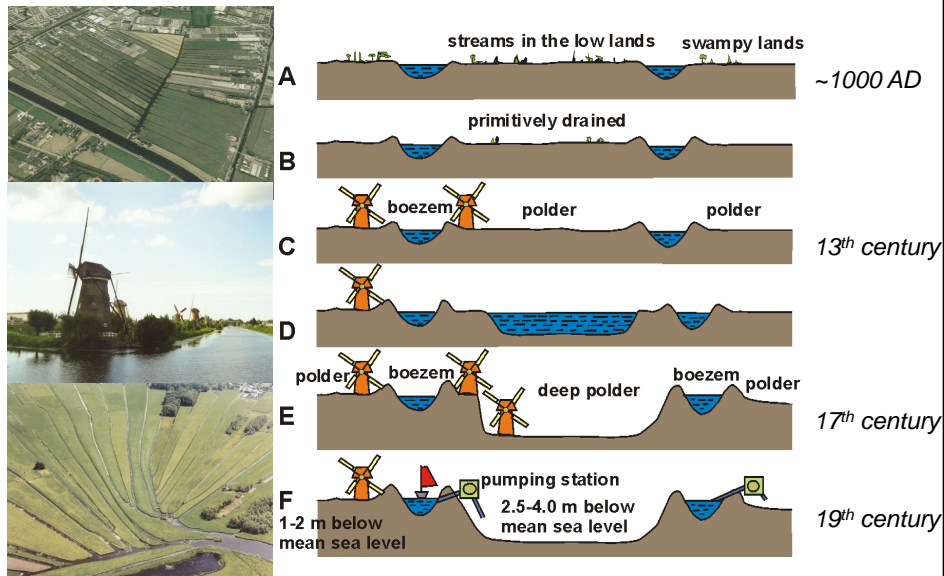 streams in the low lands
swampy lands
A
~1000 AD
primitively drained
B
boezem
polder
polder
C
13th century
D
polder
boezem
deep polder
boezem
polder
E
17th century
pumping station
F
2.5-4.0 m below
mean sea level
1-2 m below
mean sea level
19th century